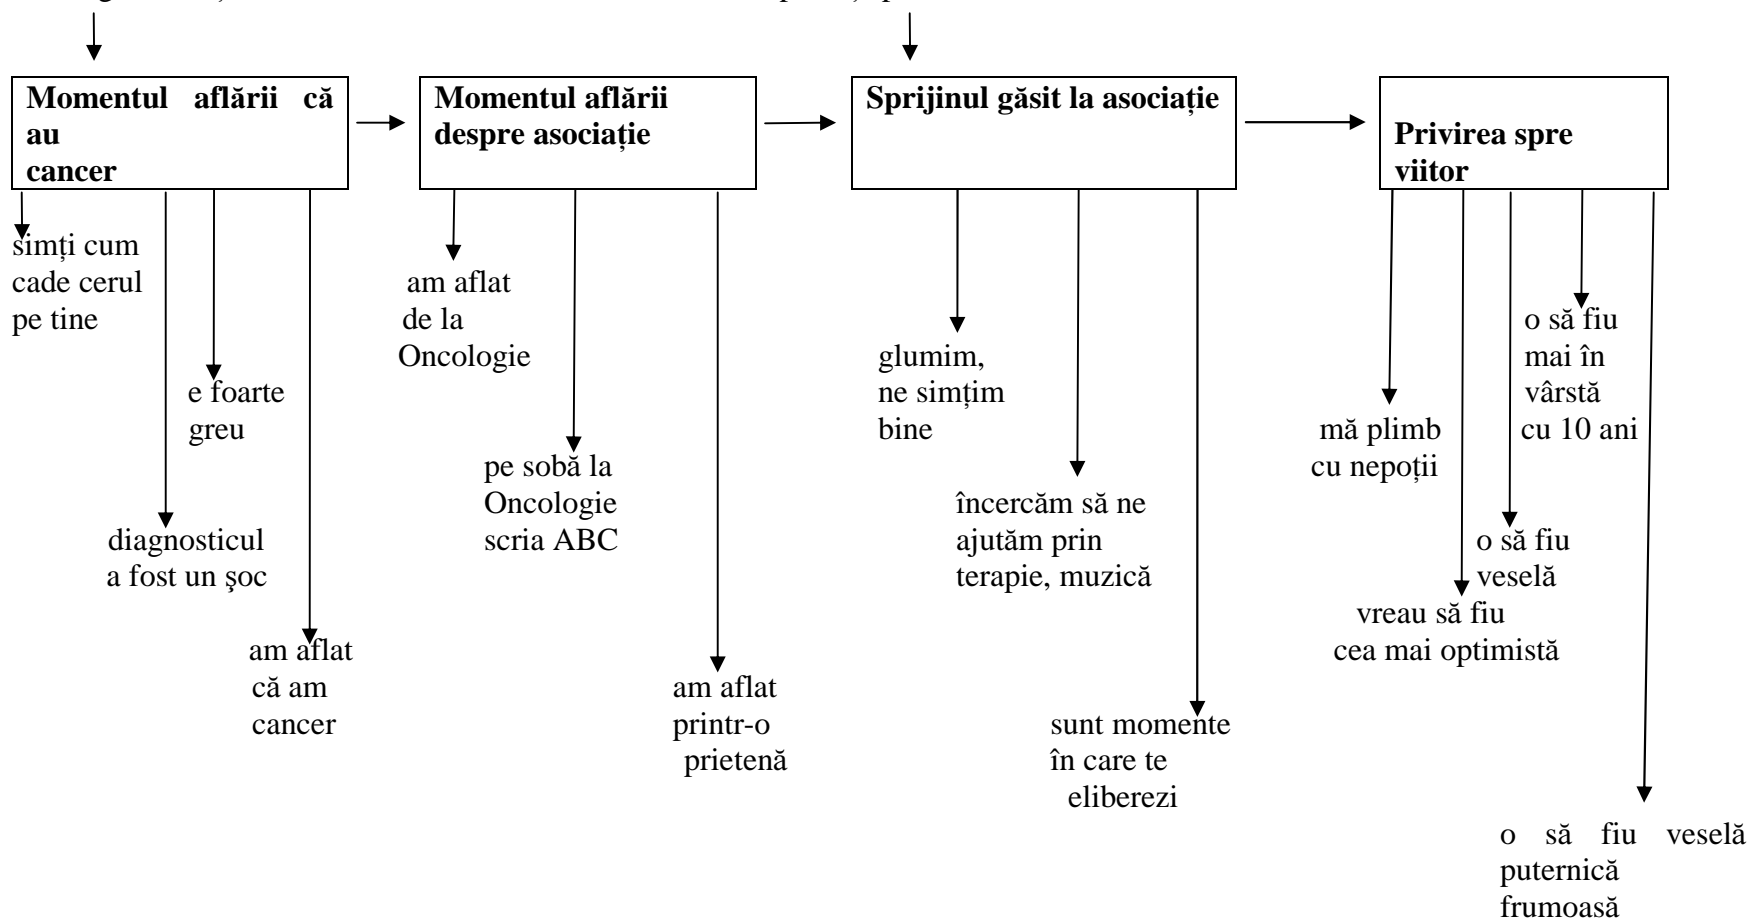 Momentul aflării că
au
cancer
Momentul aflării
despre asociație
Sprijinul găsit la asociație
Privirea spre
viitor
simți cum
cade cerul
pe tine
e foarte
greu
diagnosticul
a fost un şoc
am aflat
că am
cancer
am aflat
de la
Oncologie
pe sobă la
Oncologie
scria ABC
am aflat
printr-o
prietenă
glumim,
ne simțim
bine
încercăm să ne
ajutăm prin
terapie, muzică
sunt momente
în care te
eliberezi
mă plimb
cu nepoții
vreau să fiu
cea mai optimistă
o să fiu
veselă
o să fiu
mai în
vârstă
cu 10 ani
o să fiu veselă
puternică
frumoasă